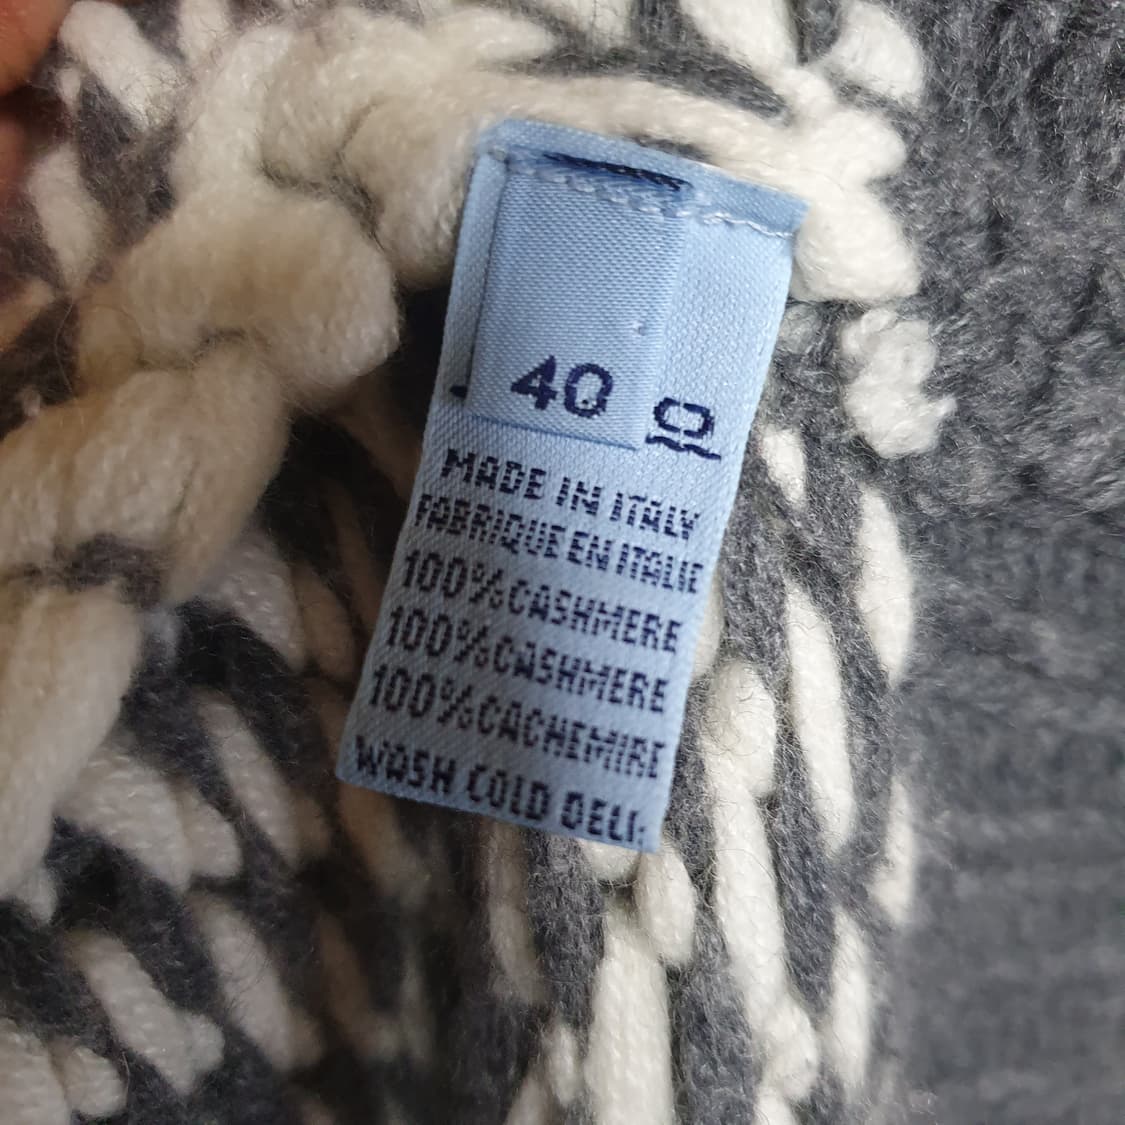 40
MADE IN ITALY
FABRIQUE EN ITALIE
100%CASHMERE
100%CASHMERE
100%CACHEMIRE
WASH COLD DELI.